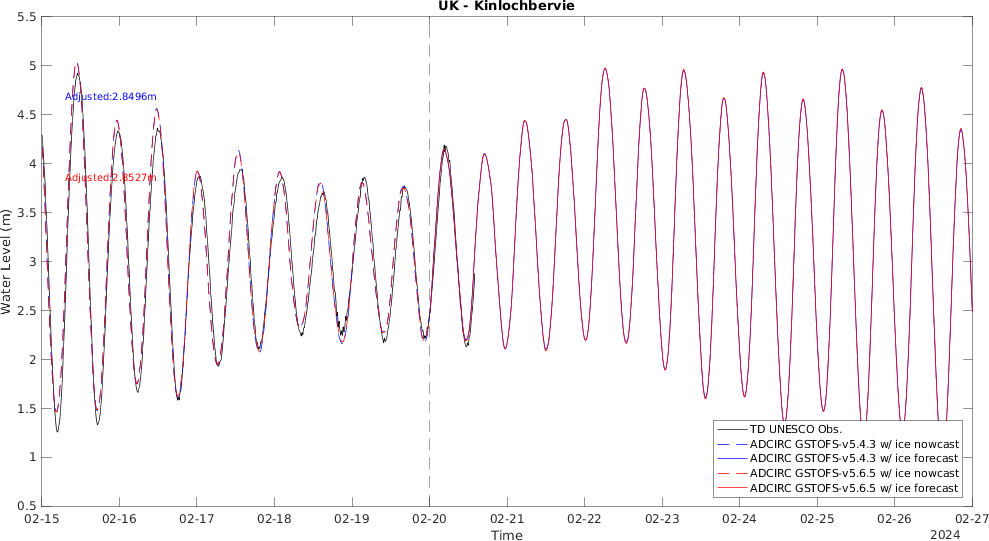 UK - Kinlochbervie
5.5
5
4.5
4
3.5
3
2.5
2
1.5
1
0.5
Water Level (m)
Adjusted:2.8496m
Adjusted:2.8527m
TD UNESCO Obs.
ADCIRC GSTOFS-v5.4.3 w/ ice nowcast
ADCIRC GSTOFS-v5.4.3 w/ ice forecast
ADCIRC GSTOFS-v5.6.5 w/ ice nowcast
ADCIRC GSTOFS-v5.6.5 w/ ice forecast
02-15 02-16 02-17 02-18 02-19 02-20 02-21 02-22 02-23 02-24 02-25 02-26 02-27
Time
2024